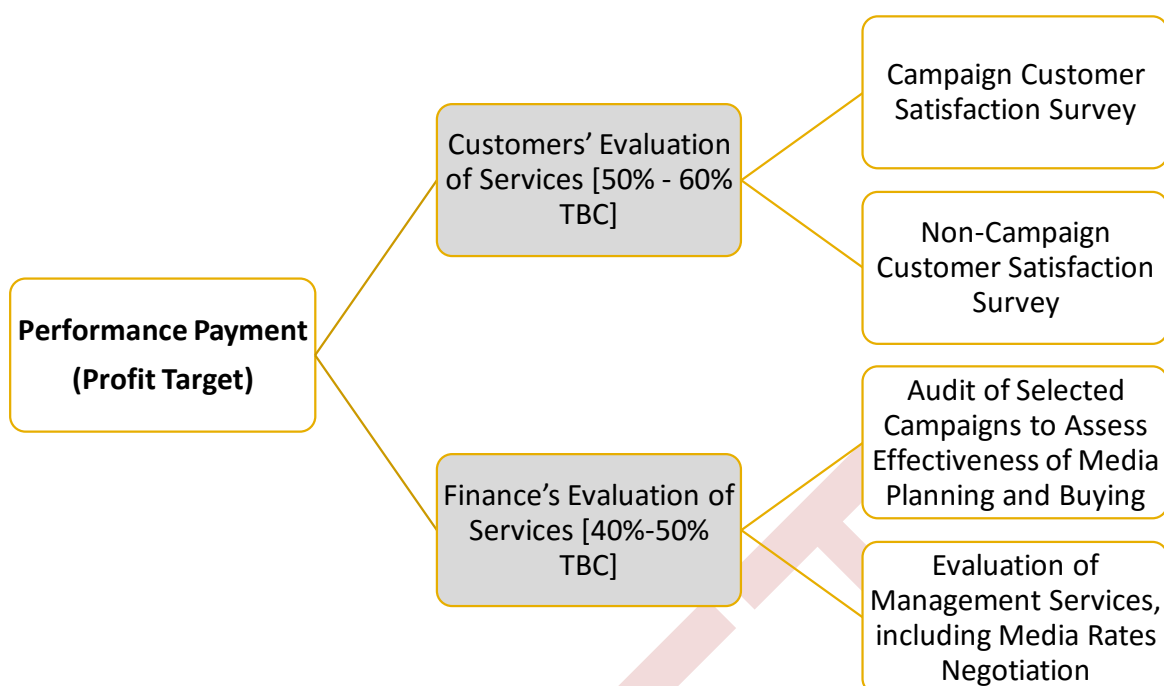 Performance Payment
(Profit Target)
Customers’ Evaluation
of Services [50% - 60%
TBC]
Campaign Customer
Satisfaction Survey
Non-Campaign
Customer Satisfaction
Survey
Finance’s Evaluation of
Services [40%-50%
TBC]
Audit of Selected
Campaigns to Assess
Effectiveness of Media
Planning and Buying
Evaluation of
Management Services,
including Media Rates
Negotiation